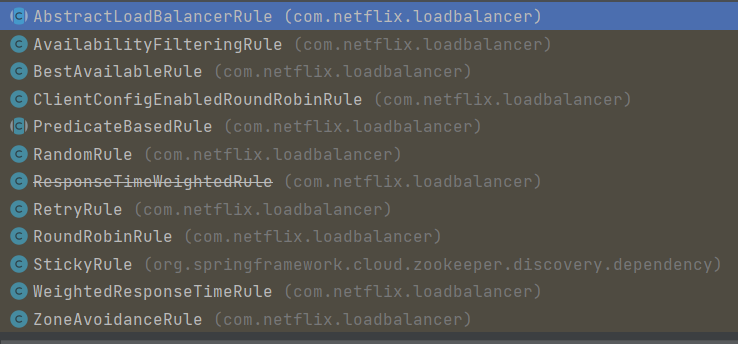 AbstractLoadBalancerRule (com.netflix.loadbalancer)
AvailabilityFilteringRule (com.netflix.loadbalancer)
BestAvailableRule (com.netflix.loadbalancer)
ClientConfigEnabledRoundRobinRule (com.netflix.loadbalancer)
PredicateBasedRule (com.netflix.loadbalancer)
RandomRule (com.netflix.loadbalancer)
ResponseTimeWeightedRule (com.netflix.loadbalancer)
RetryRule (com.netflix.loadbalancer)
RoundRobinRule (com.netflix.loadbalancer)
StickyRule (org.springframework.cloud.zookeeper.discovery.dependency)
WeightedResponseTimeRule (com.netflix.loadbalancer)
ZoneAvoidanceRule (com.netflix.loadbalancer)